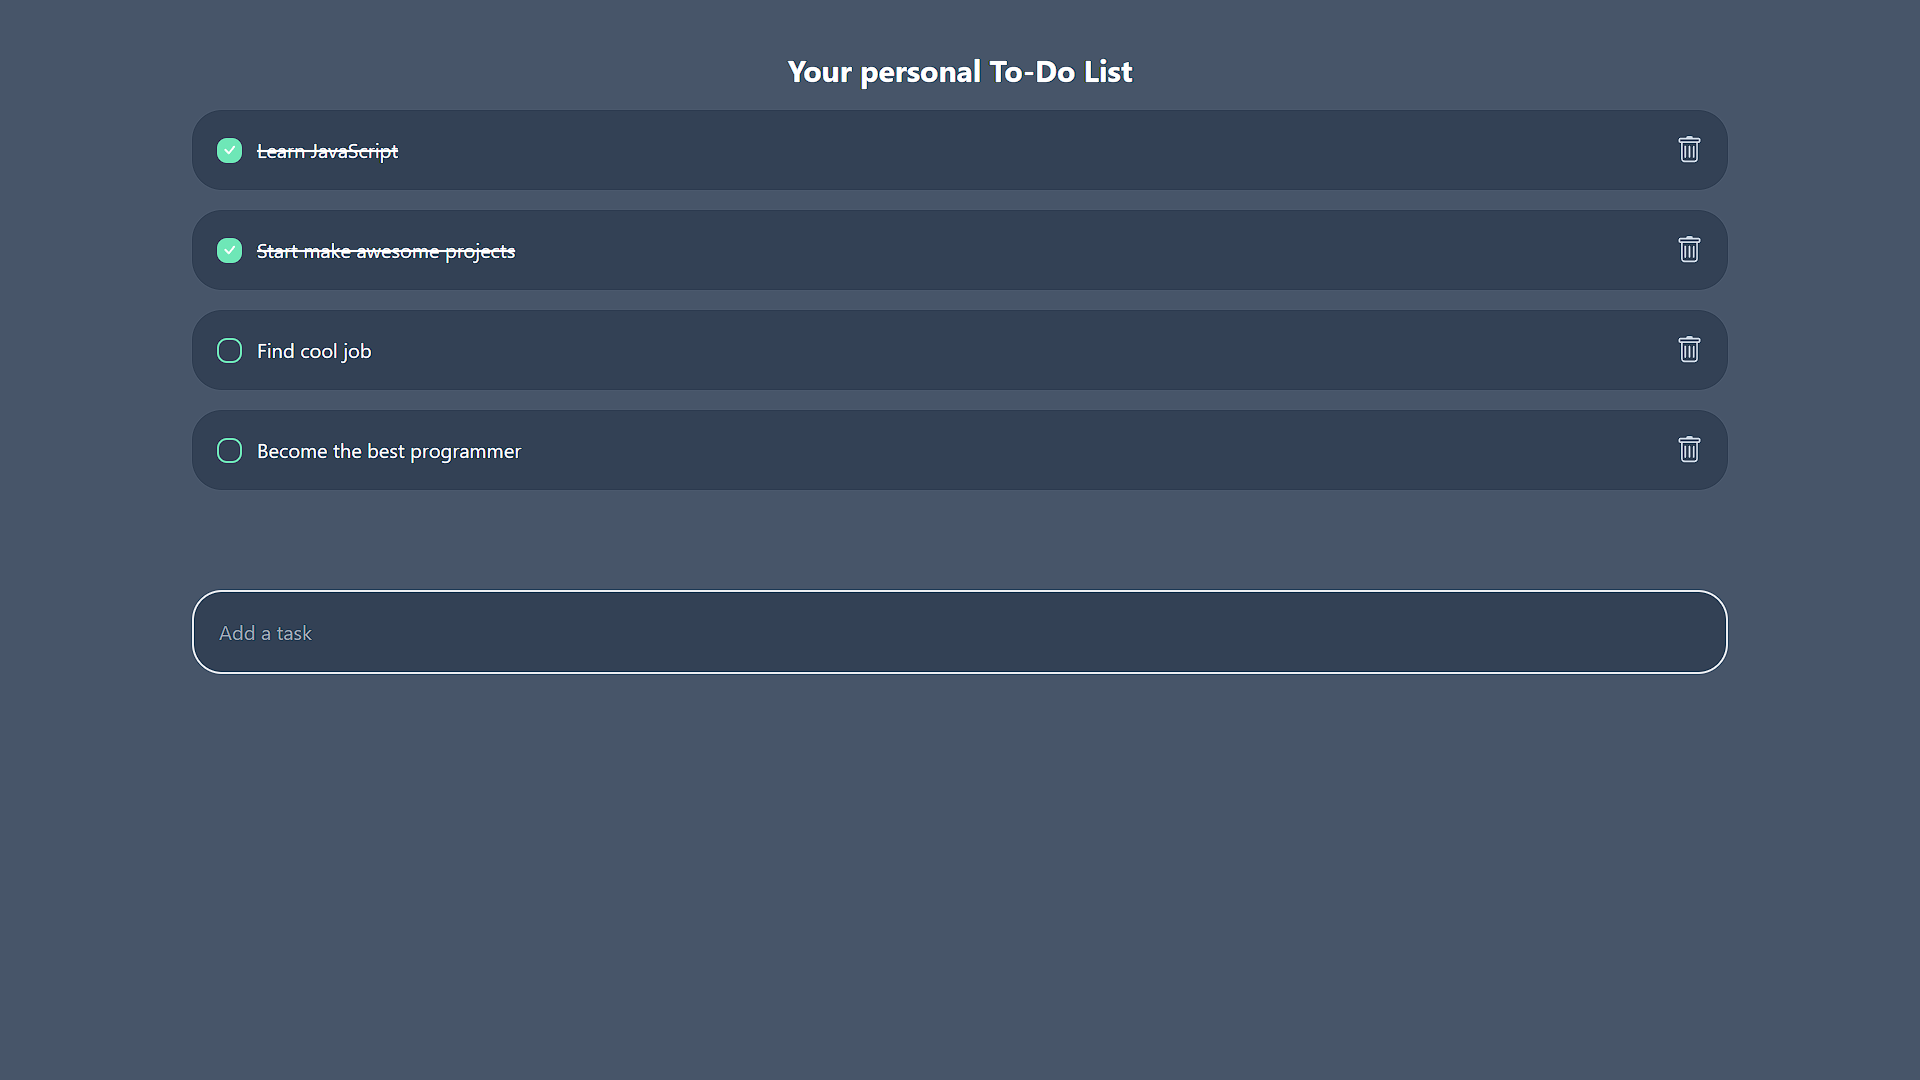 Your personal To-Do List
Learn JavaScript
Start make awesome projects
Find cool job
Become the best programmer
Add a task